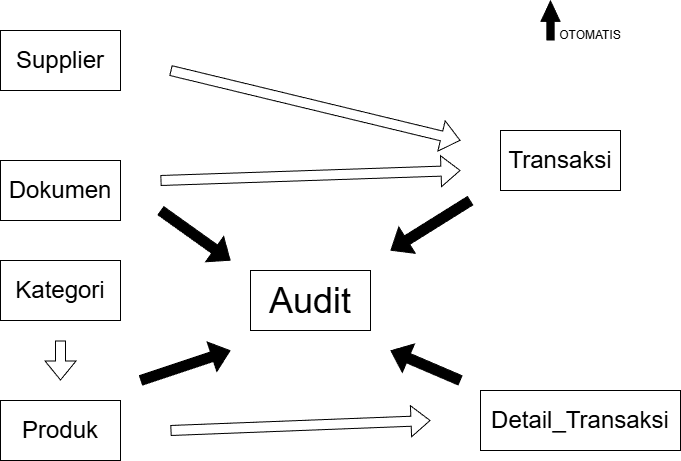 OTOMATIS
Supplier
Transaksi
Dokumen
Kategori
Audit
Produk
Detail_Transaksi